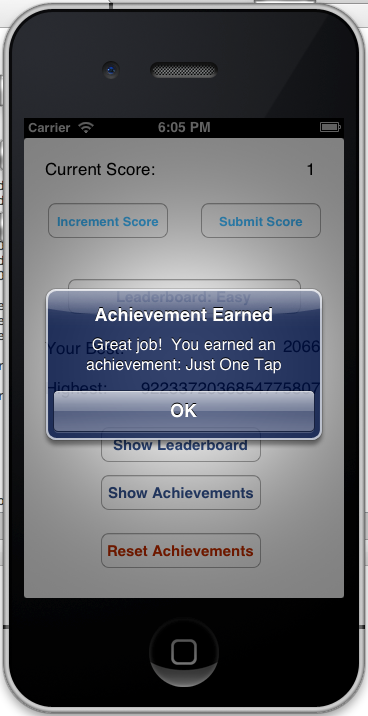 Carrier 6:05 PM
Current Score: 1
Increment Score Submit Score
Leaderboard: Easy
Achievement Earned
Great job! You earned an
achievement: Just One Tap
Your Best: 2066
Highest: 9223372036854775807
OK
Show Leaderboard
Show Achievements
Reset Achievements